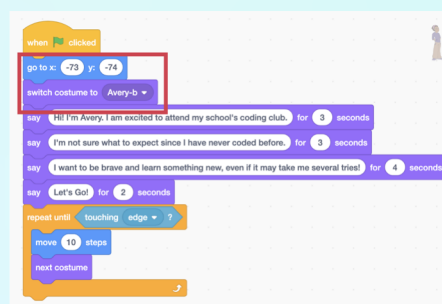 when clicked
go to x: -73 y: -74
switch costume to Avery-b
say Hi! I'm Avery. I am excited to attend my school's coding club. for 3 seconds
say I'm not sure what to expect since I have never coded before. for 3 seconds
say I want to be brave and learn something new, even if it may take me several tries! for 4 seconds
say Let's Go! for 2 seconds
repeat until touching edge ?
move 10 steps
next costume